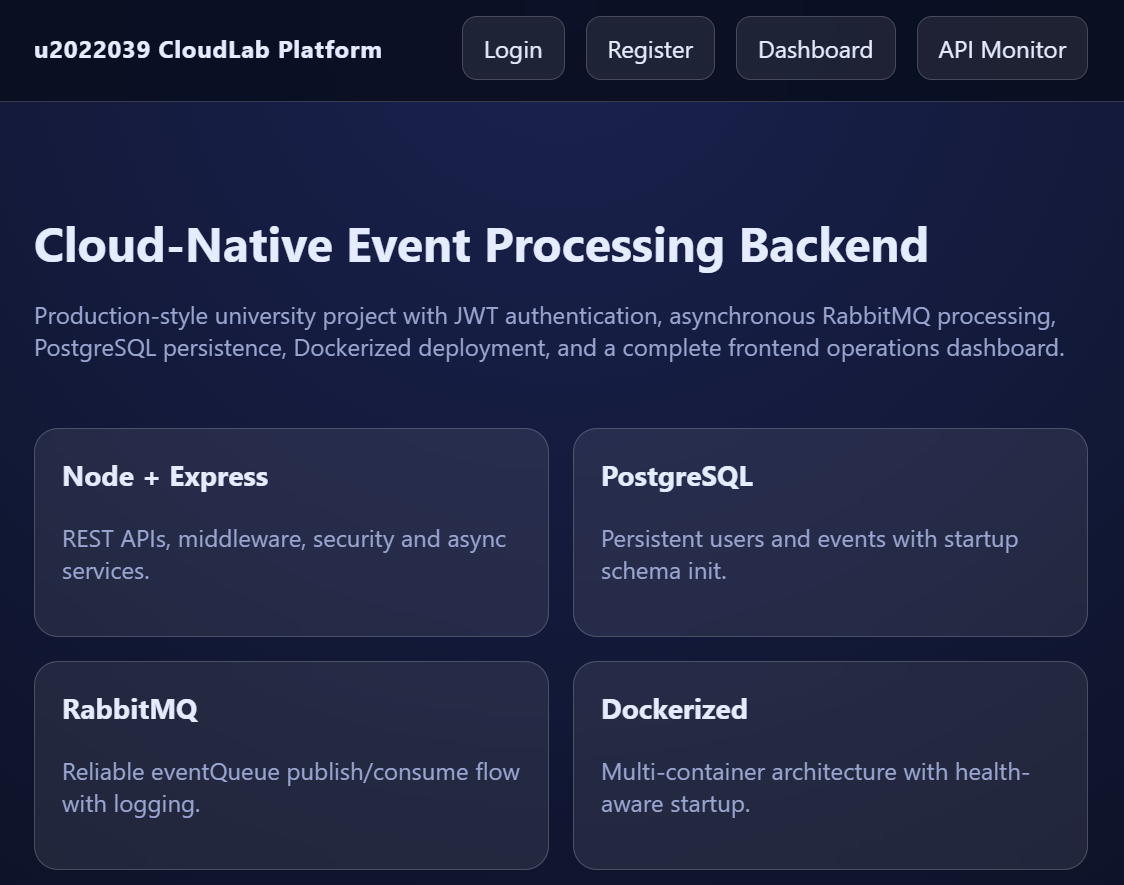 u2022039 CloudLab Platform
Login
Register
Dashboard
API Monitor
Cloud-Native Event Processing Backend
Production-style university project with JWT authentication, asynchronous RabbitMQ processing,
PostgreSQL persistence, Dockerized deployment, and a complete frontend operations dashboard.
Node + Express
REST APIs, middleware, security and async
services.
PostgreSQL
Persistent users and events with startup
schema init.
RabbitMQ
Reliable eventQueue publish/consume flow
with logging.
Dockerized
Multi-container architecture with health-
aware startup.